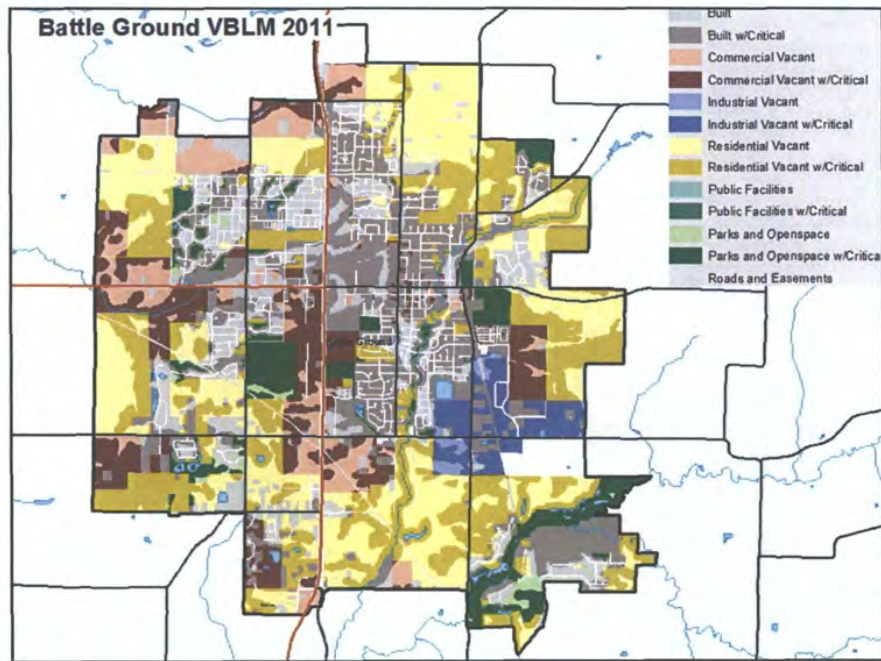 Battle Ground VBLM 2011
Built
Built w/Critical
Commercial Vacant
Commercial Vacant w/Critical
Industrial Vacant
Industrial Vacant w/Critical
Residential Vacant
Residential Vacant w/Critical
Public Facilities
Public Facilities w/Critical
Parks and Openspace
Parks and Openspace w/Critica
Roads and Easements
Ground